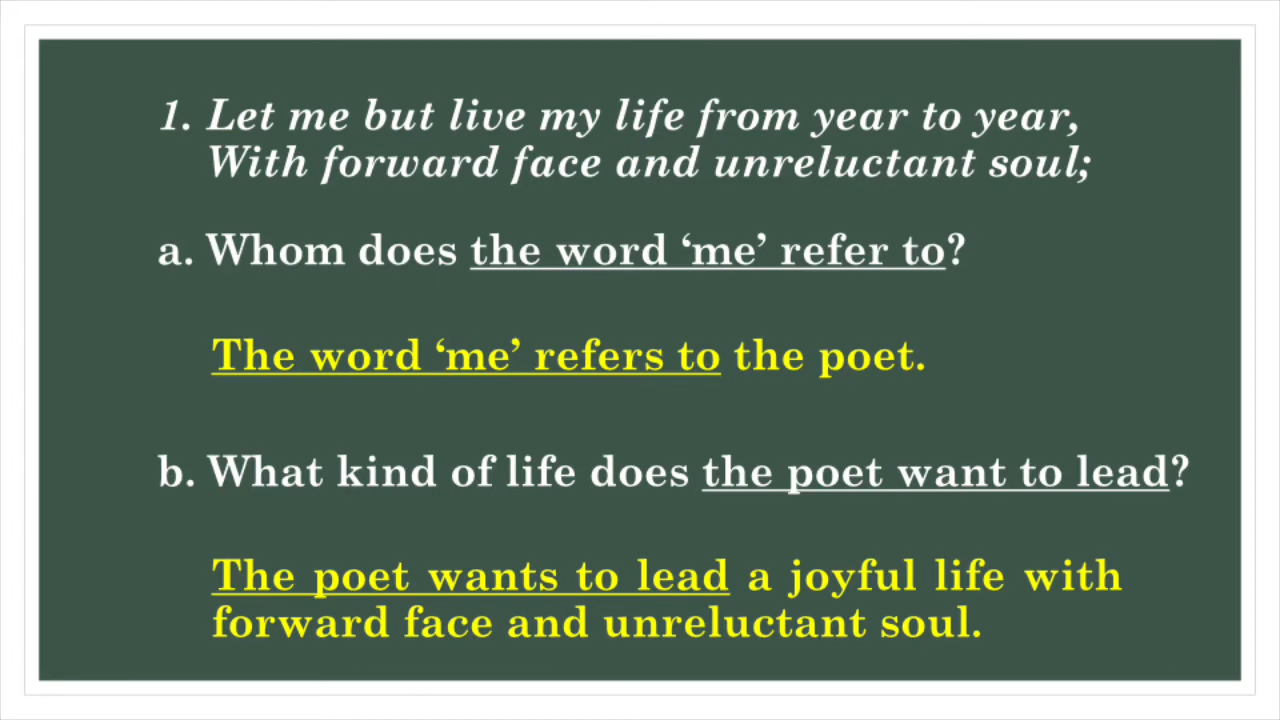 1. Let me but live my life from year to year,
With forward face and unreluctant soul;
a. Whom does the word ‘me’ refer to?
The word ‘me’ refers to the poet.
b. What kind of life does the poet want to lead?
The poet wants to lead a joyful life with
forward face and unreluctant soul.